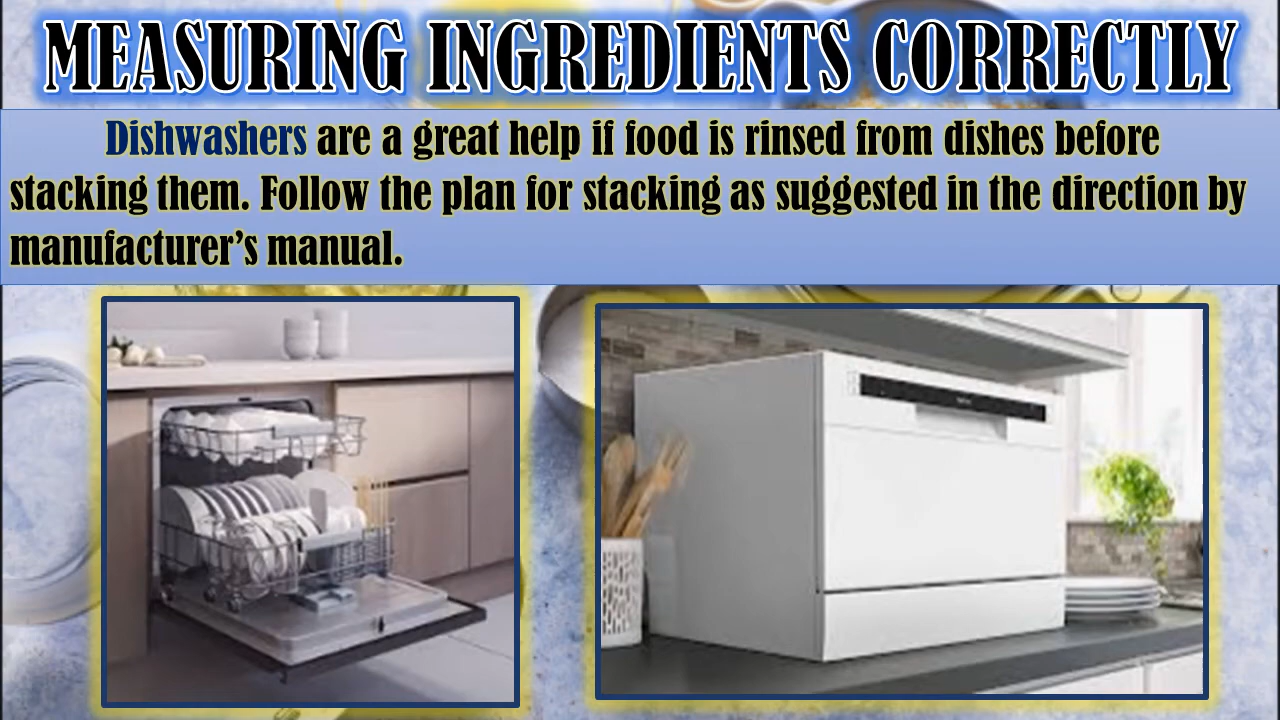 MEASURING INGREDIENTS CORRECTLY
Dishwashers are a great help if food is rinsed from dishes before
stacking them. Follow the plan for stacking as suggested in the direction by
manufacturer’s manual.